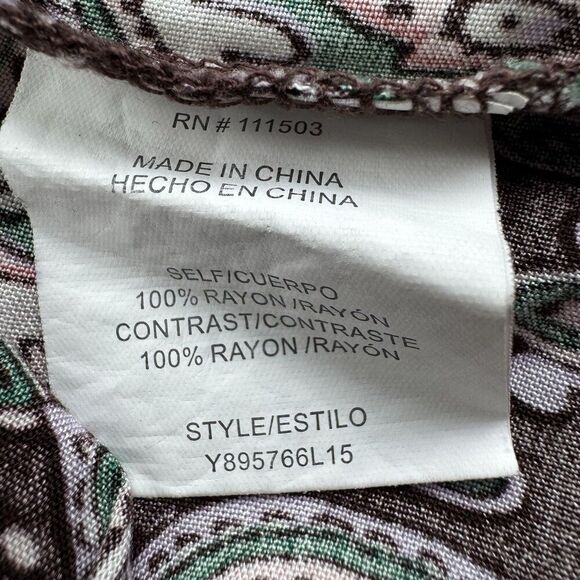 RN # 111503
MADE IN CHINA
HECHO EN CHINA
SELF/CUERPO
100% RAYON /RAYÓN
CONTRAST/CONTRASTE
100% RAYON /RAYÓN
STYLE/ESTILO
Y895766L15